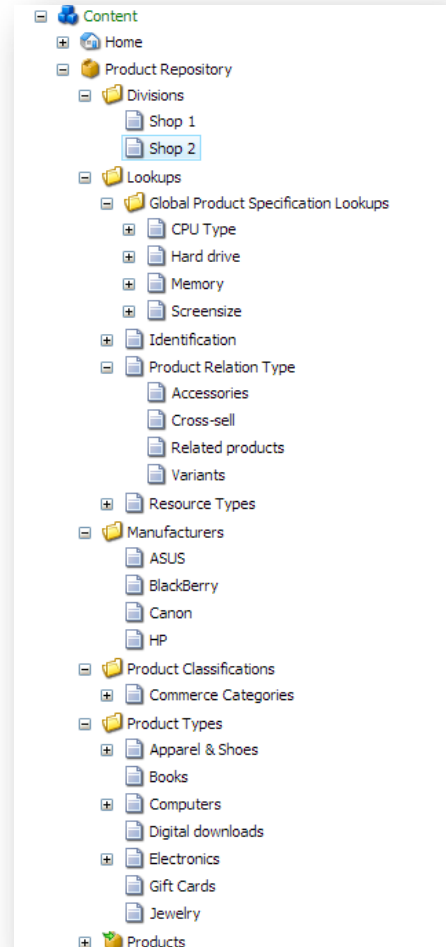 Content
Home
Product Repository
Divisions
Shop 1
Shop 2
Lookups
Global Product Specification Lookups
CPU Type
Hard drive
Memory
Screensize
Identification
Product Relation Type
Accessories
Cross-sell
Related products
Variants
Resource Types
Manufacturers
ASUS
BlackBerry
Canon
HP
Product Classifications
Commerce Categories
Product Types
Apparel & Shoes
Books
Computers
Digital downloads
Electronics
Gift Cards
Jewelry
Products